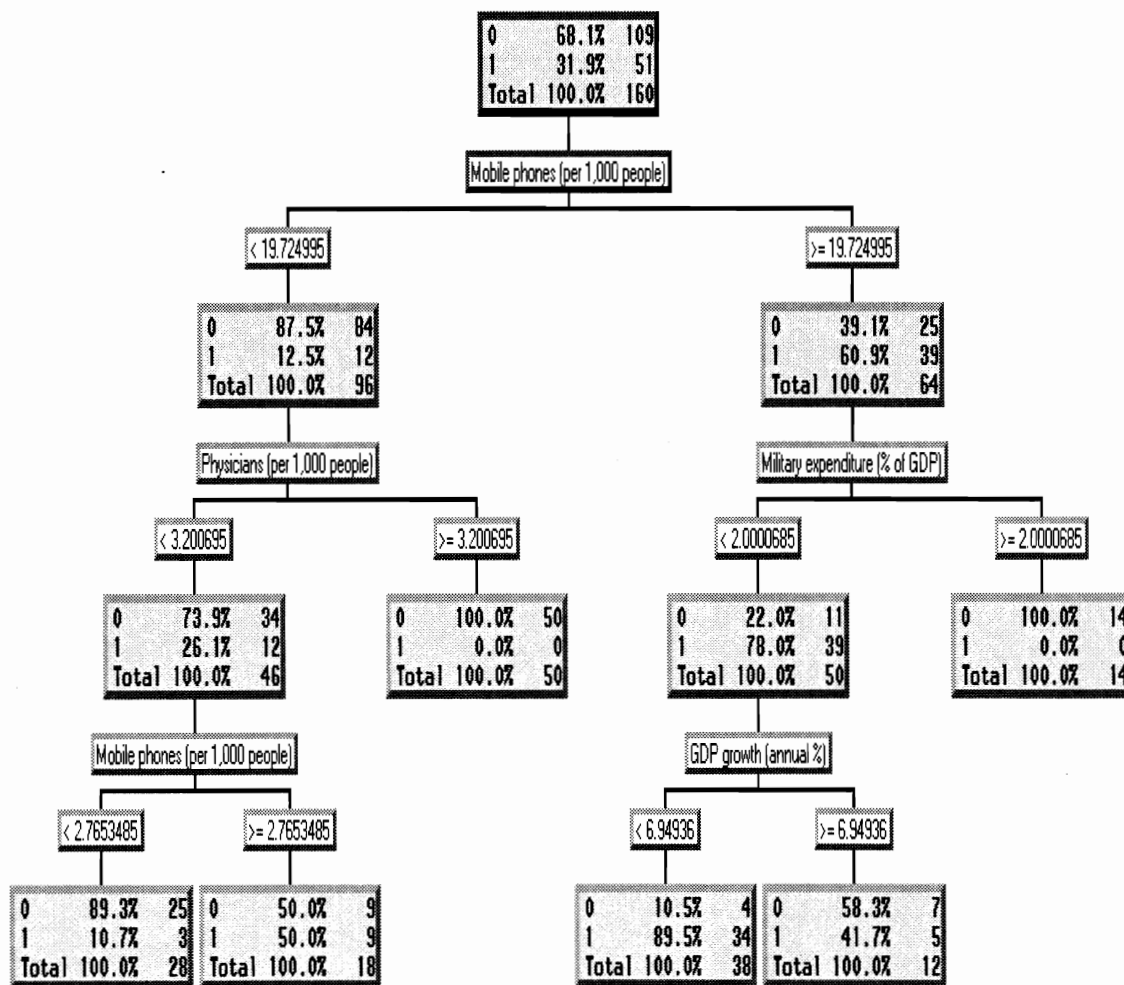 0 68.1% 109
1 31.9% 51
Total 100.0% 160
Mobile phones (per 1,000 people)
< 19.724995
>= 19.724995
0 87.5% 84
1 12.5% 12
Total 100.0% 96
0 39.1% 25
1 60.9% 39
Total 100.0% 64
Physicians (per 1,000 people)
Military expenditure (% of GDP)
< 3.200695
>= 3.200695
< 2.0000685
>= 2.0000685
0 73.9% 34
1 26.1% 12
Total 100.0% 46
0 100.0% 50
1 0.0% 0
Total 100.0% 50
0 22.0% 11
1 78.0% 39
Total 100.0% 50
0 100.0% 14
1 0.0% 0
Total 100.0% 14
Mobile phones (per 1,000 people)
GDP growth (annual %)
< 2.7653485
>= 2.7653485
< 6.94936
>= 6.94936
0 89.3% 25
1 10.7% 3
Total 100.0% 28
0 50.0% 9
1 50.0% 9
Total 100.0% 18
0 10.5% 4
1 89.5% 34
Total 100.0% 38
0 58.3% 7
1 41.7% 5
Total 100.0% 12